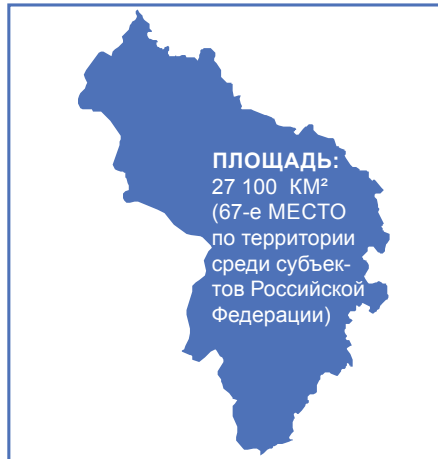 ПЛОЩАДЬ:
27 100 КМ²
(67-е МЕСТО
по территории
среди субъек-
тов Российской
Федерации)